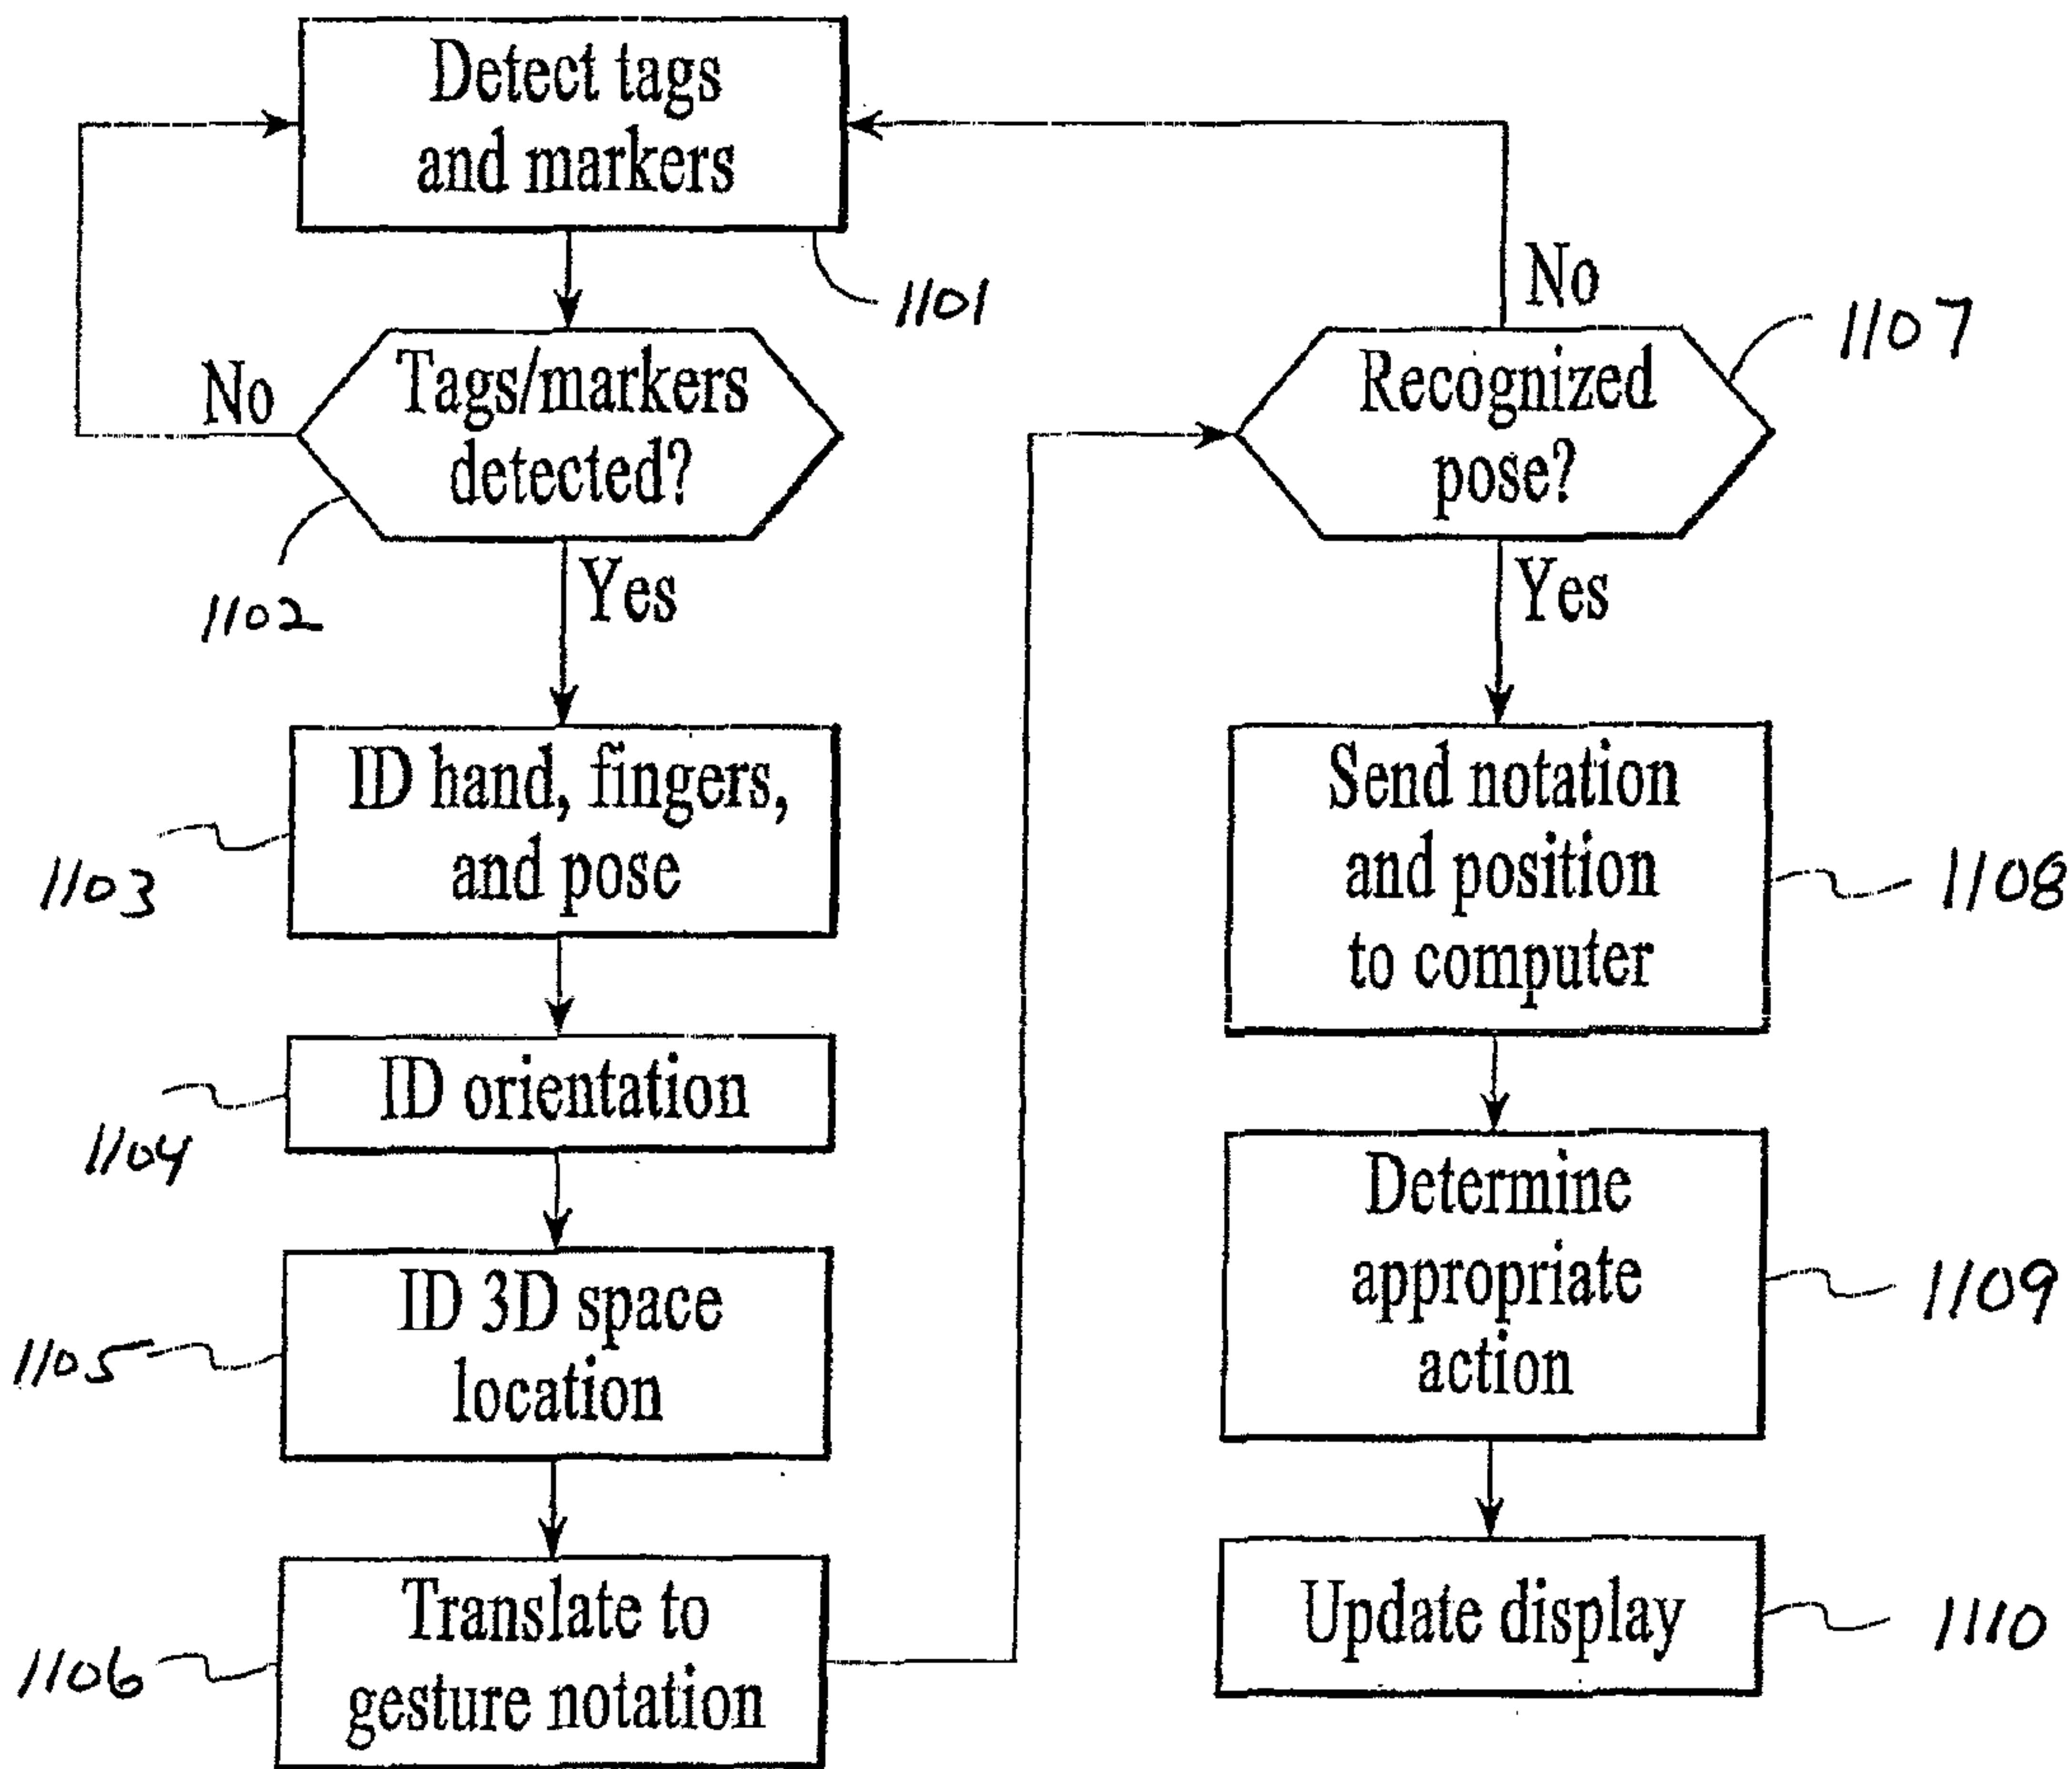 Detect tags
and markers
1101
No
Tags/markers
detected?
1102
Yes
ID hand, fingers,
and pose
1103
ID orientation
1104
ID 3D space
location
1105
Translate to
gesture notation
1106
No
Recognized
pose?
1107
Yes
Send notation
and position
to computer
1108
Determine
appropriate
action
1109
Update display
1110